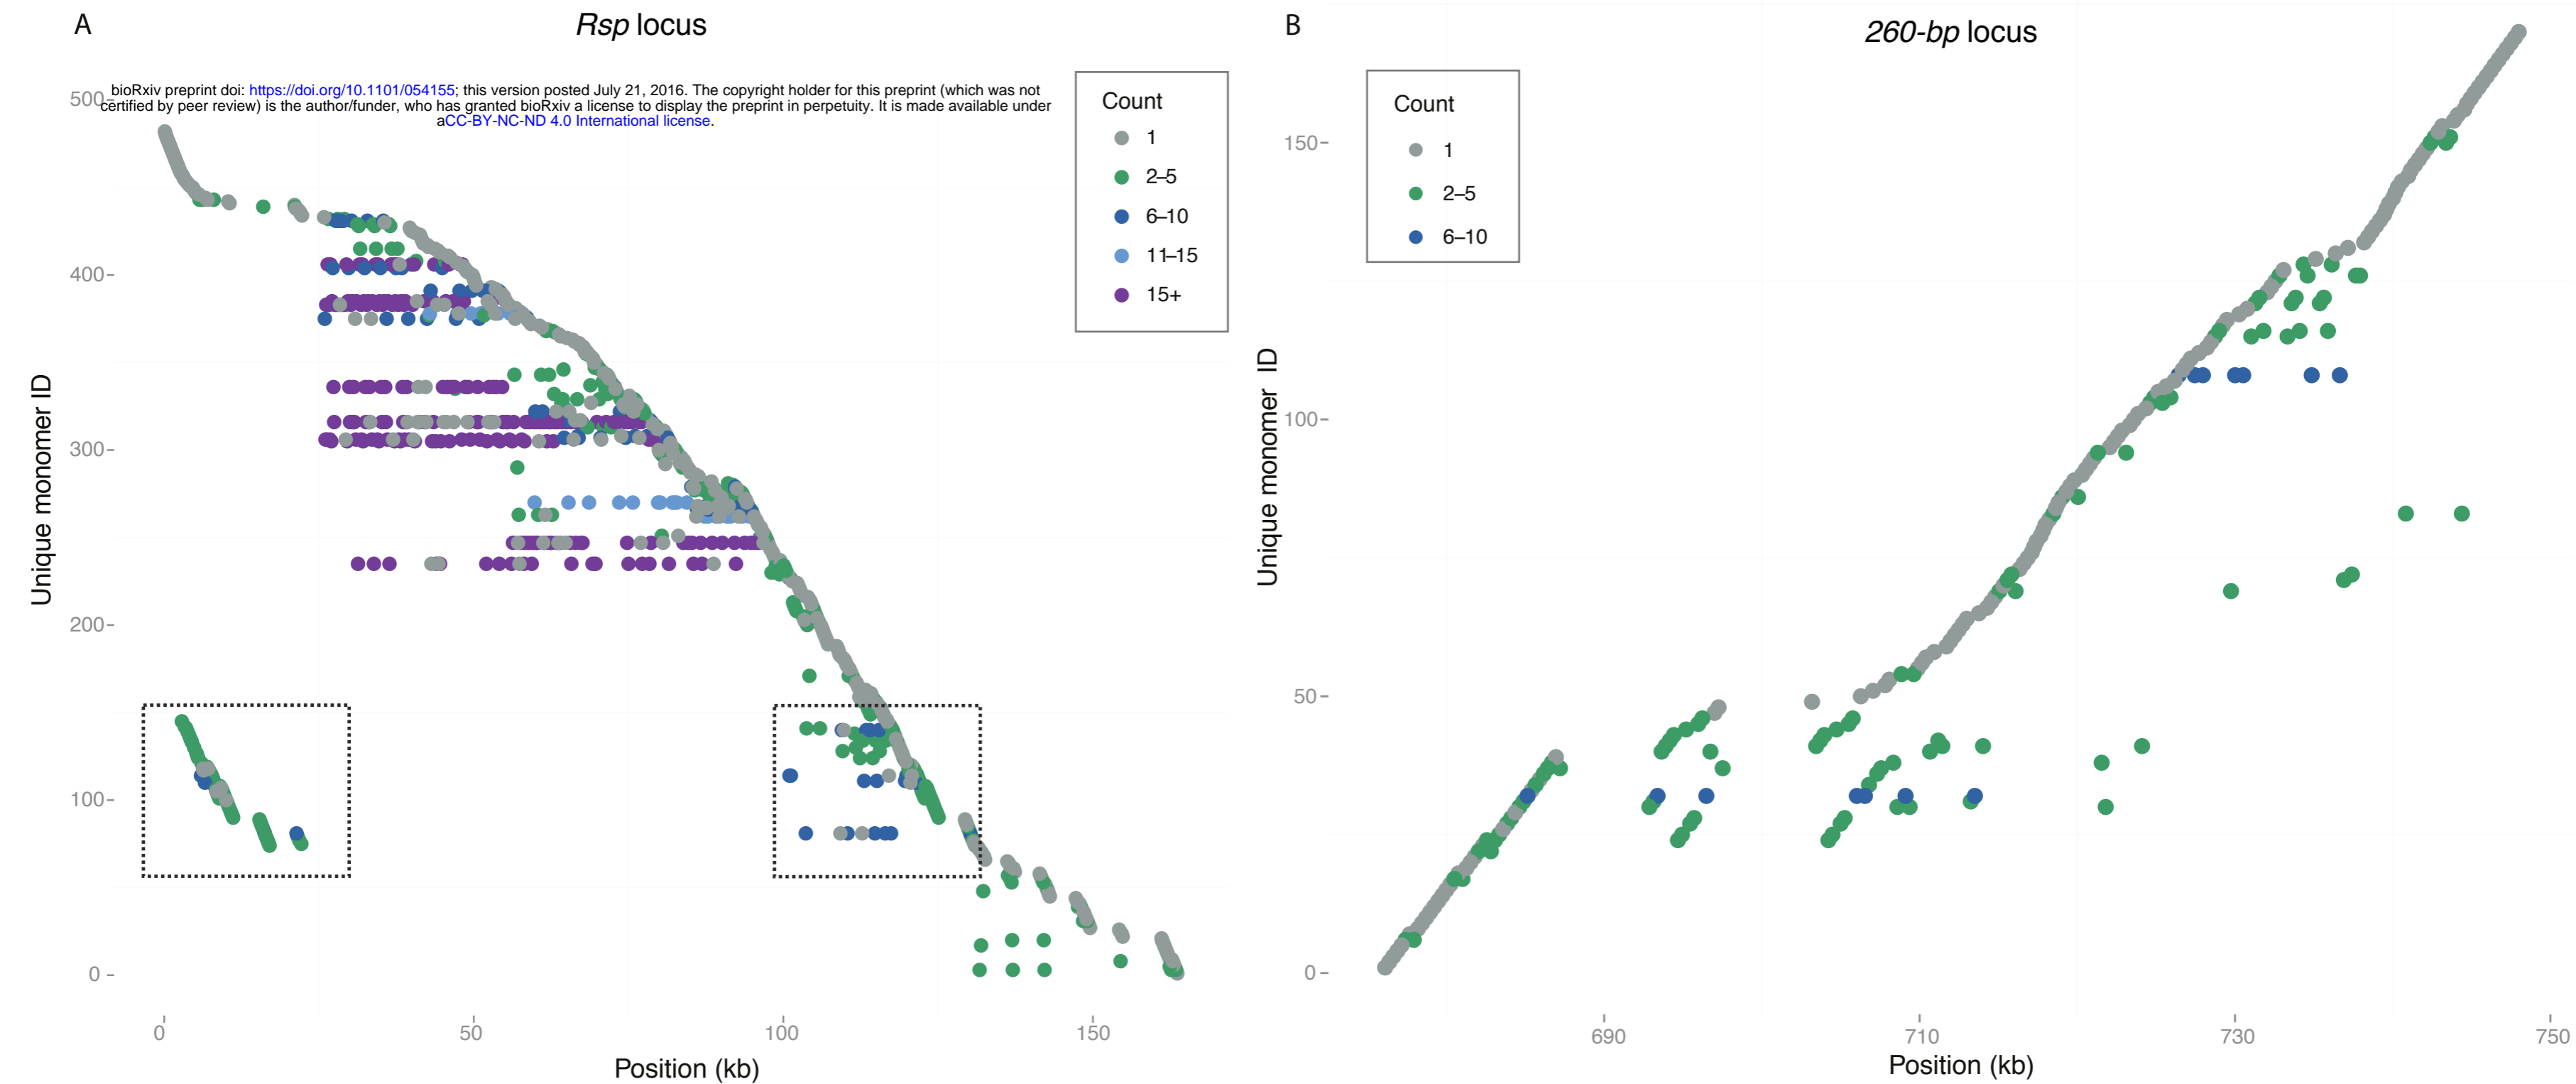 A
Rsp locus
bioRxiv preprint doi: https://doi.org/10.1101/054155; this version posted July 21, 2016. The copyright holder for this preprint (which was not
certified by peer review) is the author/funder, who has granted bioRxiv a license to display the preprint in perpetuity. It is made available under
aCC-BY-NC-ND 4.0 International license.
Count
1
2–5
6–10
11–15
15+
Unique monomer ID
500
400
300
200
100
0
0
50
100
150
Position (kb)
B
260-bp locus
Count
1
2–5
6–10
Unique monomer ID
150
100
50
0
690
710
730
750
Position (kb)